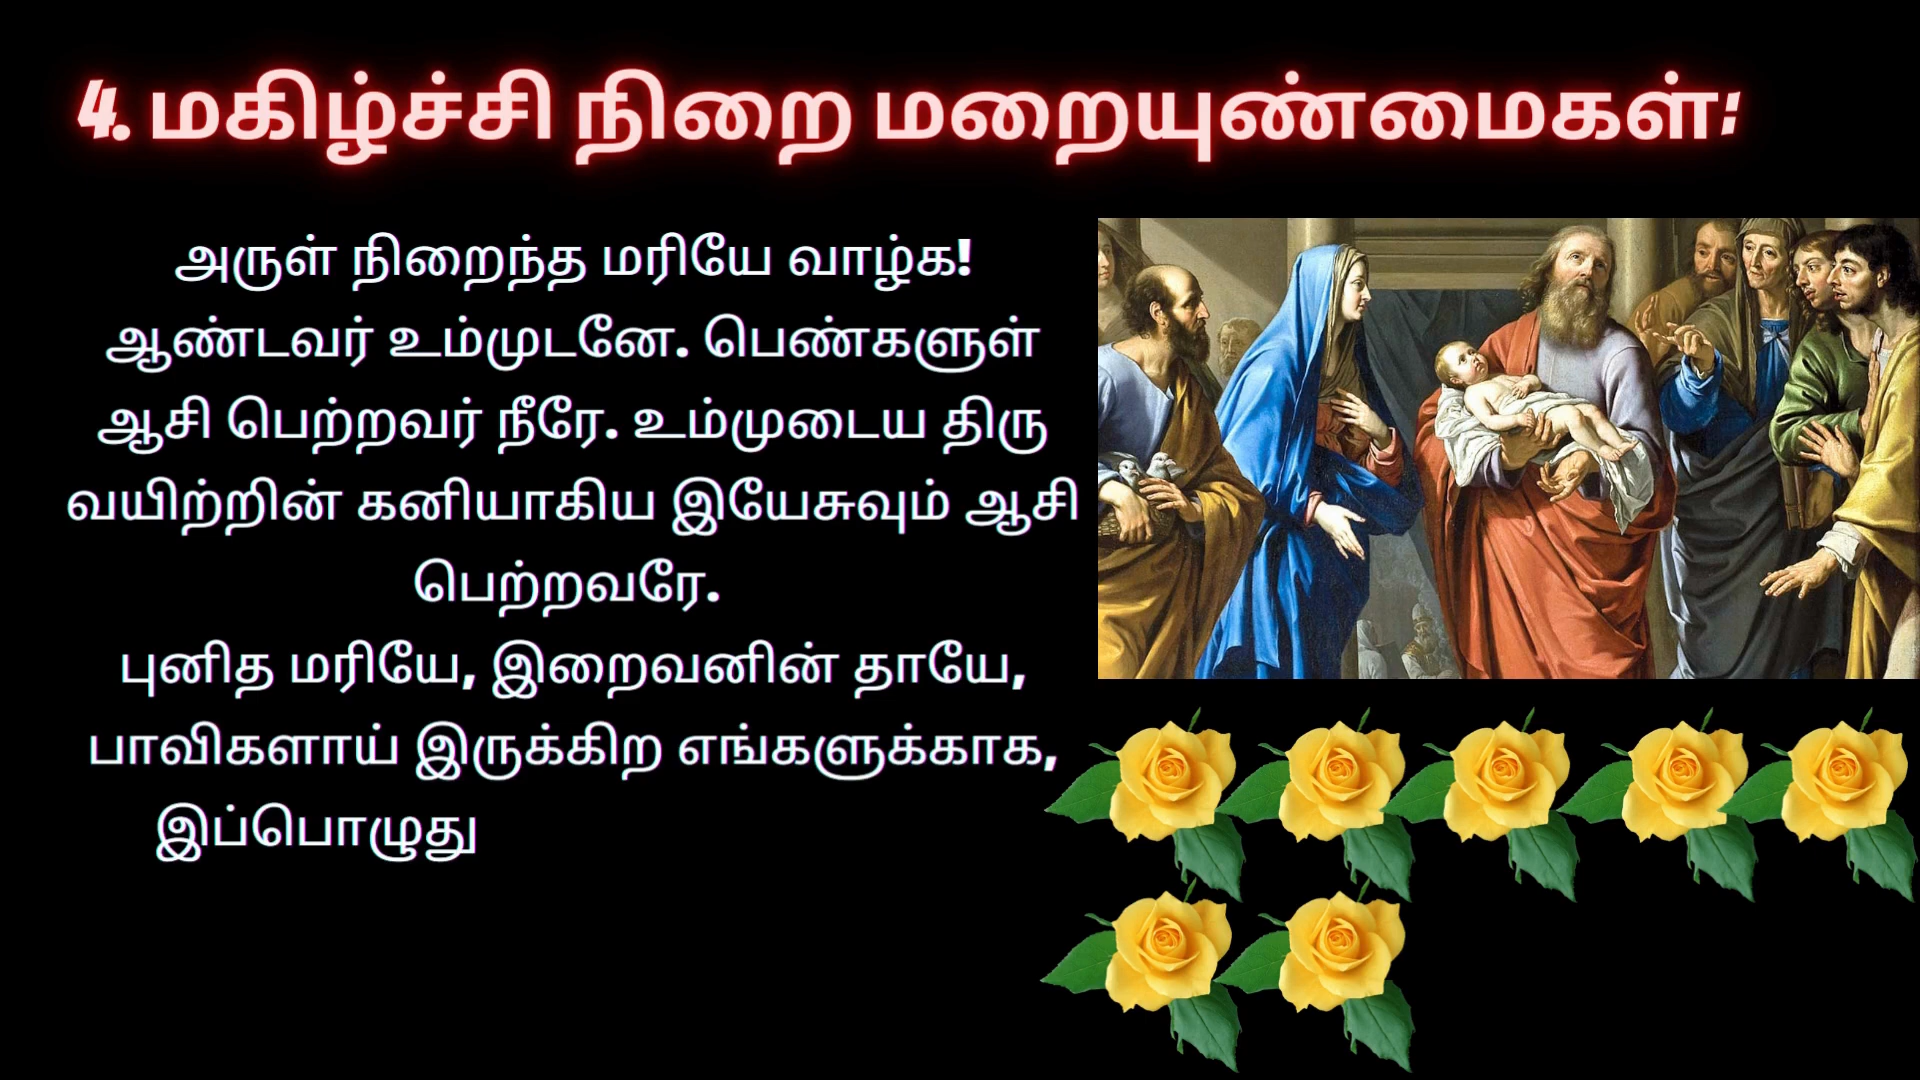 4. மகிழ்ச்சி நிறை மறையுண்மைகள்:
அருள் நிறைந்த மரியே வாழ்க!
ஆண்டவர் உம்முடனே. பெண்களுள்
ஆசி பெற்றவர் நீரே. உம்முடைய திரு
வயிற்றின் கனியாகிய இயேசுவும் ஆசி
பெற்றவரே.
புனித மரியே, இறைவனின் தாயே,
பாவிகளாய் இருக்கிற எங்களுக்காக,
இப்பொழுது